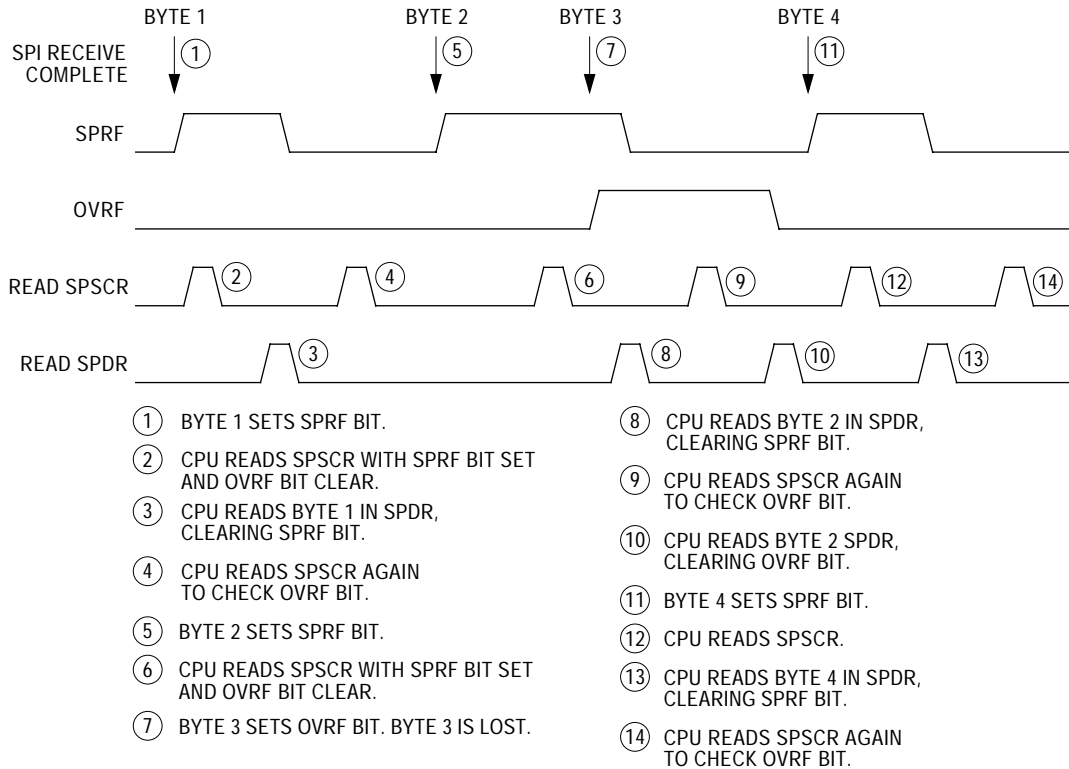 BYTE 1 BYTE 2 BYTE 3 BYTE 4
SPI RECEIVE
COMPLETE
1 5 7 11
SPRF
OVRF
READ SPSCR
2 4 6 9 12 14
READ SPDR
3 8 10 13
1 BYTE 1 SETS SPRF BIT.
2 CPU READS SPSCR WITH SPRF BIT SET
AND OVRF BIT CLEAR.
3 CPU READS BYTE 1 IN SPDR,
CLEARING SPRF BIT.
4 CPU READS SPSCR AGAIN
TO CHECK OVRF BIT.
5 BYTE 2 SETS SPRF BIT.
6 CPU READS SPSCR WITH SPRF BIT SET
AND OVRF BIT CLEAR.
7 BYTE 3 SETS OVRF BIT. BYTE 3 IS LOST.
8 CPU READS BYTE 2 IN SPDR,
CLEARING SPRF BIT.
9 CPU READS SPSCR AGAIN
TO CHECK OVRF BIT.
10 CPU READS BYTE 2 SPDR,
CLEARING OVRF BIT.
11 BYTE 4 SETS SPRF BIT.
12 CPU READS SPSCR.
13 CPU READS BYTE 4 IN SPDR,
CLEARING SPRF BIT.
14 CPU READS SPSCR AGAIN
TO CHECK OVRF BIT.